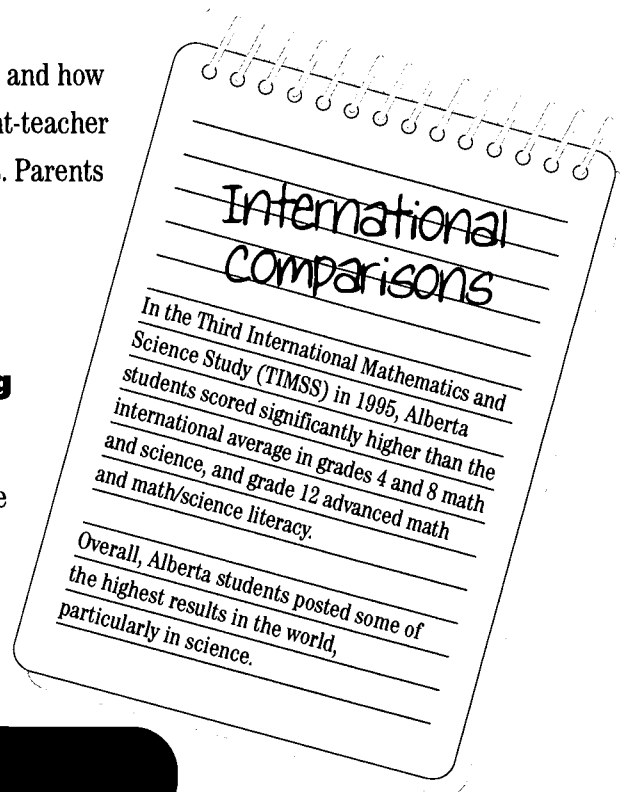 and how
t-teacher
. Parents
g
e
International
comparisons
In the Third International Mathematics and
Science Study (TIMSS) in 1995, Alberta
students scored significantly higher than the
international average in grades 4 and 8 math
and science, and grade 12 advanced math
and math/science literacy.
Overall, Alberta students posted some of
the highest results in the world,
particularly in science.